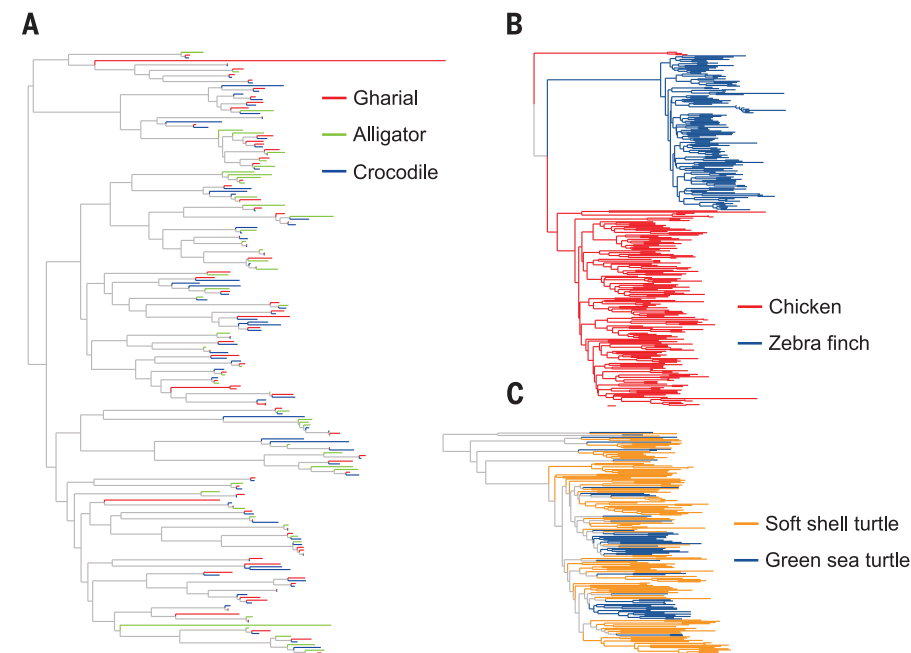 A
Gharial
Alligator
Crocodile
B
Chicken
Zebra finch
C
Soft shell turtle
Green sea turtle